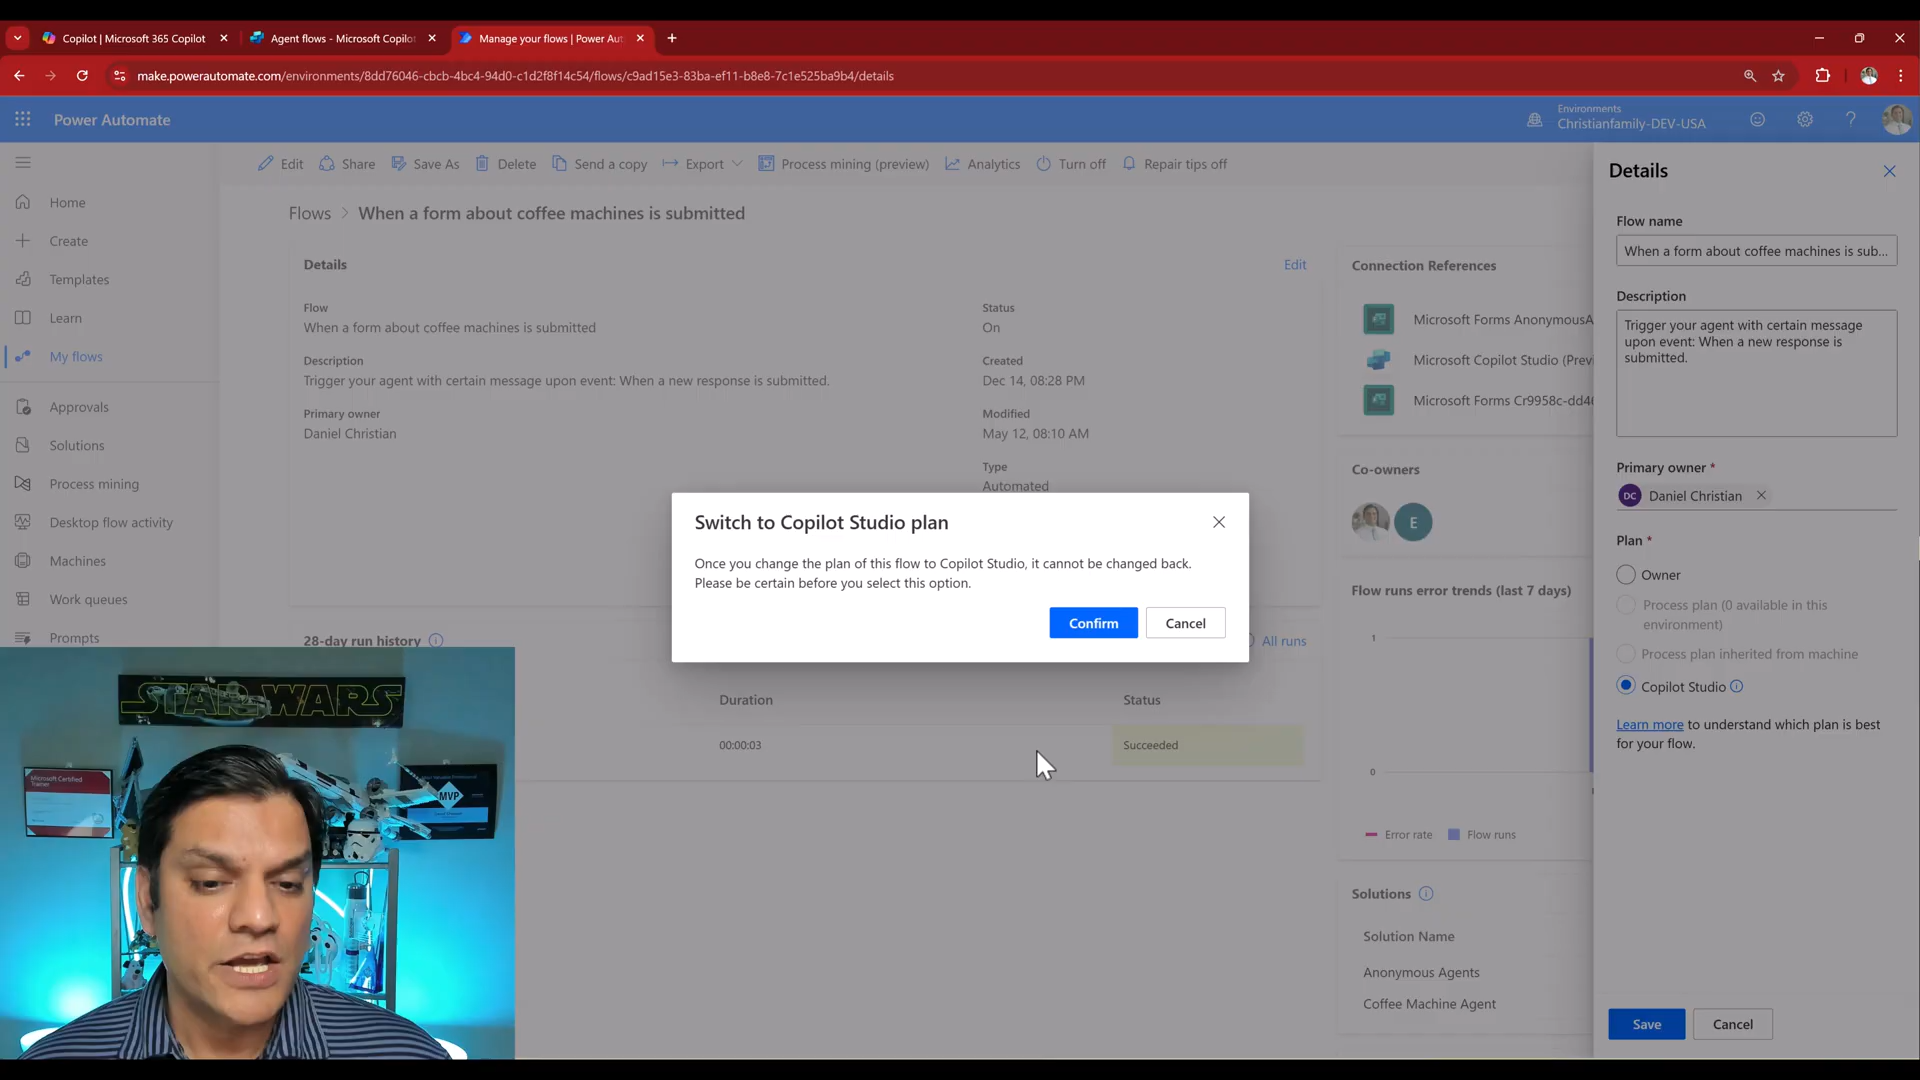 Copilot | Microsoft 365 Copilot
Agent flows - Microsoft Copilot
Manage your flows | Power Aut
make.powerautomate.com/environments/8dd76046-cbcb-4bc4-94d0-c1d2f8f14c54/flows/c9ad15e3-83ba-ef11-b8e8-7c1e525ba9b4/details
Power Automate
Environments
Christianfamily-DEV-USA
Edit
Share
Save As
Delete
Send a copy
Export
Process mining (preview)
Analytics
Turn off
Repair tips off
Home
Create
Templates
Learn
My flows
Approvals
Solutions
Process mining
Desktop flow activity
Machines
Work queues
Prompts
Flows > When a form about coffee machines is submitted
Details
Edit
Flow
When a form about coffee machines is submitted
Description
Trigger your agent with certain message upon event: When a new response is submitted.
Primary owner
Daniel Christian
Status
On
Created
Dec 14, 08:28 PM
Modified
May 12, 08:10 AM
Type
Automated
28-day run history
All runs
Duration
Status
00:00:03
Succeeded
Connection References
Microsoft Forms AnonymousA
Microsoft Copilot Studio (Previ
Microsoft Forms Cr9958c-dd46
Co-owners
E
Flow runs error trends (last 7 days)
1
0
Error rate
Flow runs
Solutions
Solution Name
Anonymous Agents
Coffee Machine Agent
Switch to Copilot Studio plan
Once you change the plan of this flow to Copilot Studio, it cannot be changed back.
Please be certain before you select this option.
Confirm
Cancel
Details
Flow name
When a form about coffee machines is sub...
Description
Trigger your agent with certain message
upon event: When a new response is
submitted.
Primary owner *
DC Daniel Christian
Plan *
Owner
Process plan (0 available in this
environment)
Process plan inherited from machine
Copilot Studio
Learn more to understand which plan is best
for your flow.
Save
Cancel
STAR WARS
Microsoft Certified
Trainer
MVP